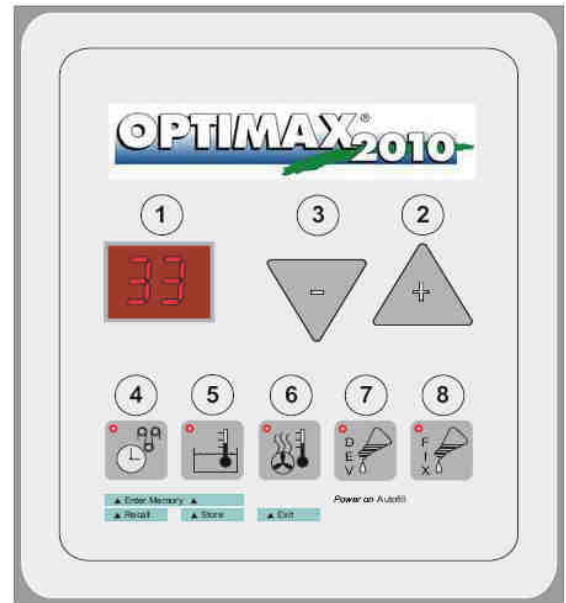 OPTIMAX® 2010
1 3 2
33 - +
4 5 6 7 8
DEV FIX
▲ Enter Memory ▲ Power on Autofill
▲ Recall ▲ Store ▲ Exit